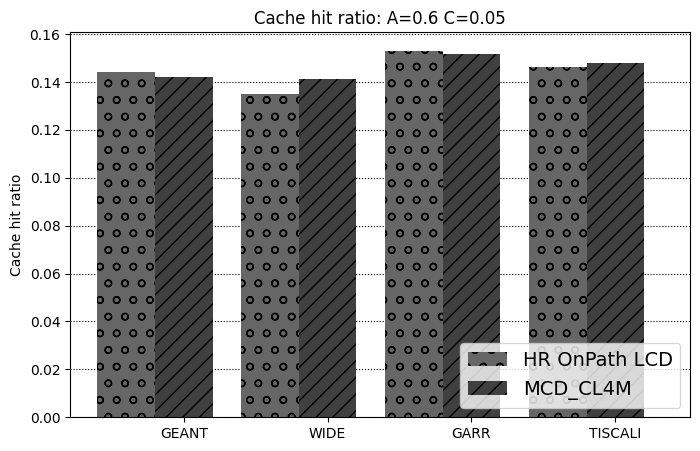 Cache hit ratio: A=0.6 C=0.05
0.16
0.14
0.12
0.10
0.08
0.06
0.04
0.02
0.00
Cache hit ratio
GEANT WIDE GARR TISCALI
HR OnPath LCD
MCD_CL4M